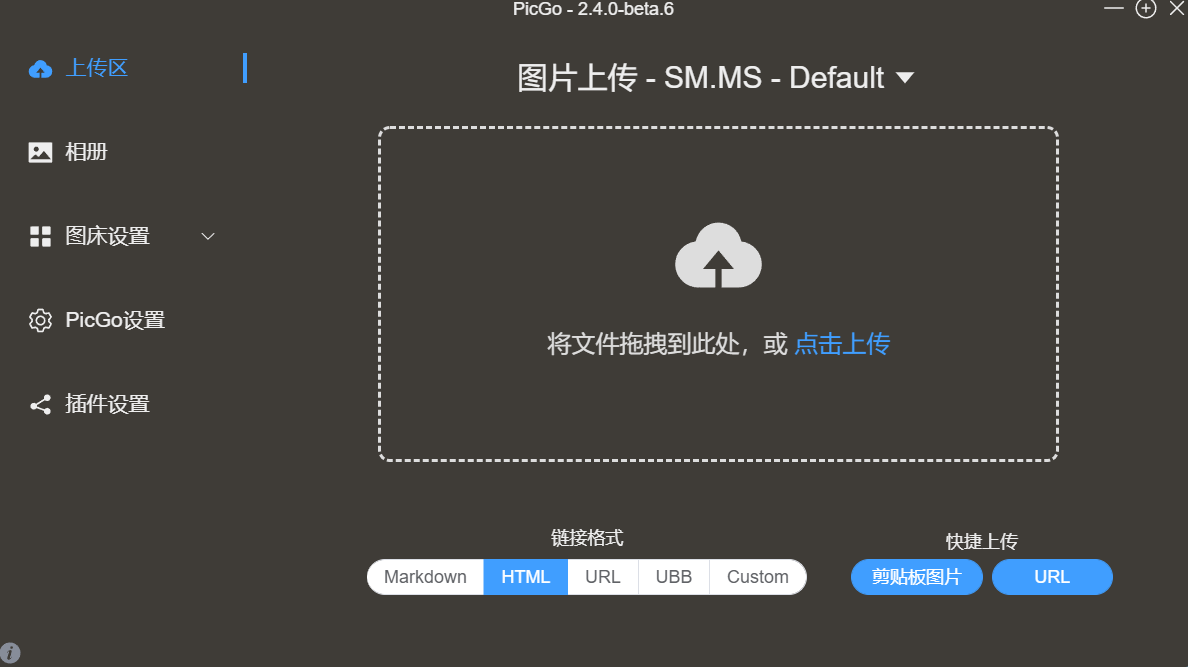 PicGo - 2.4.0-beta.6
上传区
相册
图床设置
PicGo设置
插件设置
图片上传 - SM.MS - Default
将文件拖拽到此处，或 点击上传
链接格式
Markdown HTML URL UBB Custom
快捷上传
剪贴板图片 URL